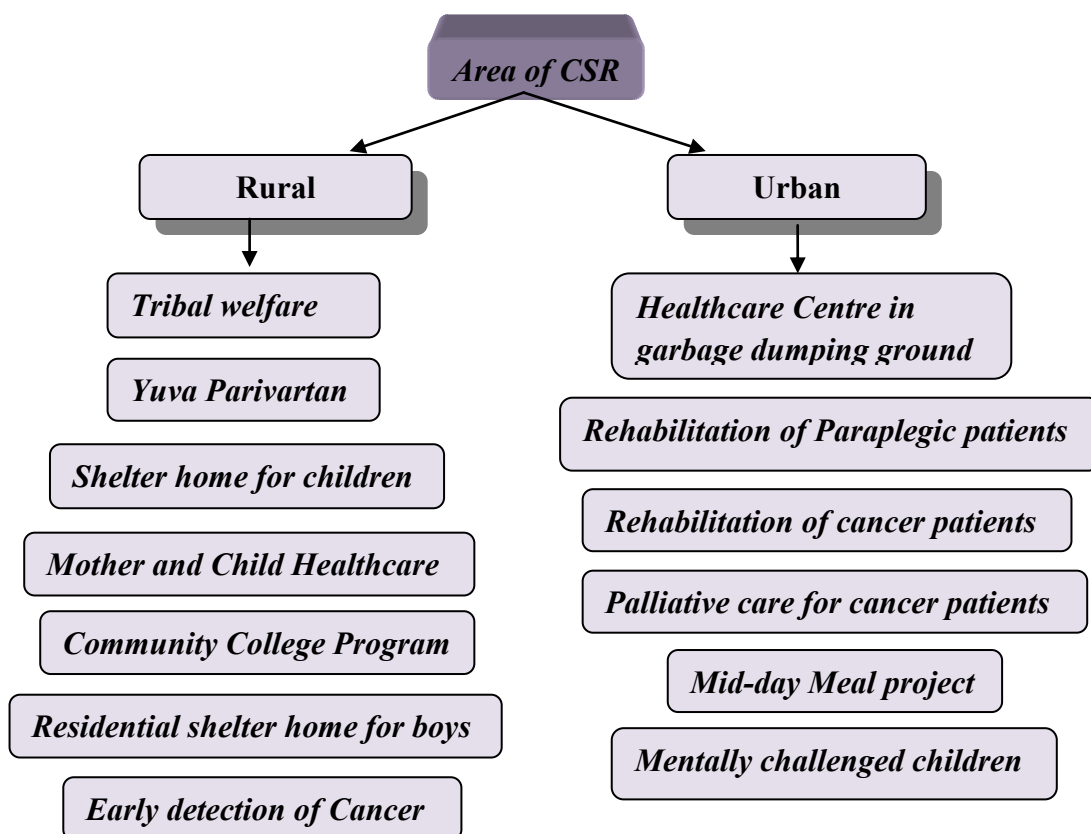 Area of CSR
Rural
Tribal welfare
Yuva Parivartan
Shelter home for children
Mother and Child Healthcare
Community College Program
Residential shelter home for boys
Early detection of Cancer
Urban
Healthcare Centre in
garbage dumping ground
Rehabilitation of Paraplegic patients
Rehabilitation of cancer patients
Palliative care for cancer patients
Mid-day Meal project
Mentally challenged children